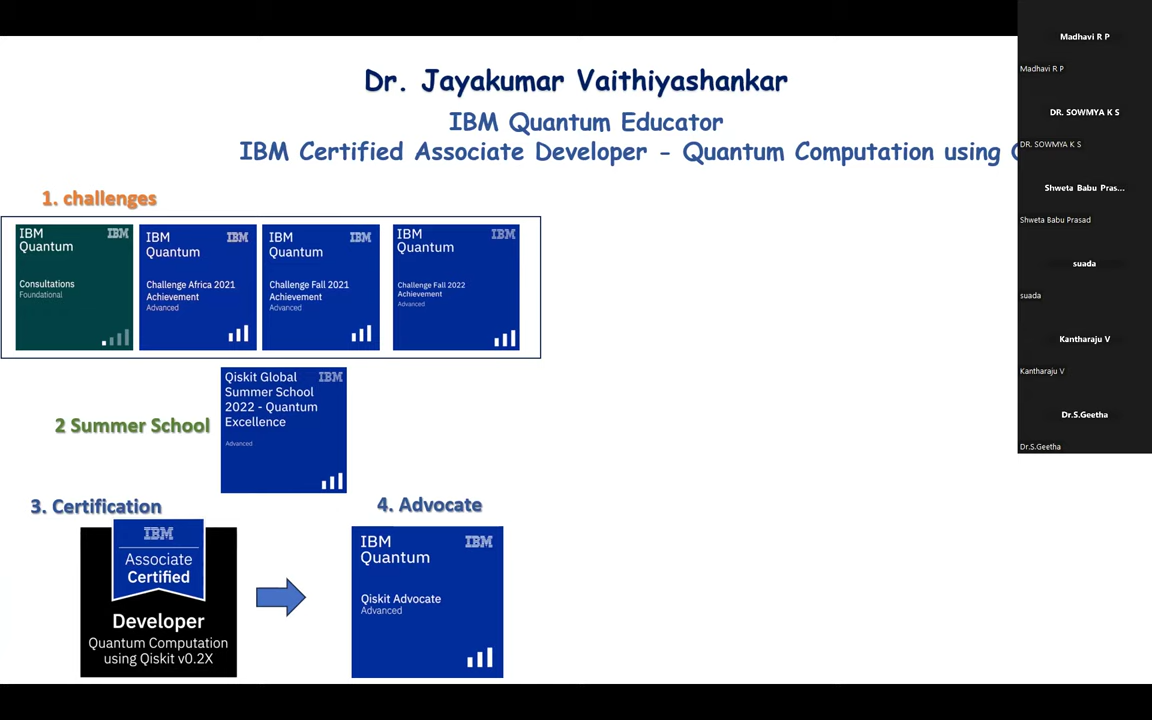 Dr. Jayakumar Vaithiyashankar
IBM Quantum Educator
IBM Certified Associate Developer - Quantum Computation using
1. challenges
IBM
Quantum
IBM
Consultations
Foundational
IBM
Quantum
IBM
Challenge Africa 2021
Achievement
Advanced
IBM
Quantum
IBM
Challenge Fall 2021
Achievement
Advanced
IBM
Quantum
IBM
Challenge Fall 2022
Achievement
Advanced
2 Summer School
Qiskit Global
Summer School
2022 - Quantum
Excellence
IBM
Advanced
3. Certification
IBM
Associate
Certified
Developer
Quantum Computation
using Qiskit v0.2X
4. Advocate
IBM
Quantum
IBM
Qiskit Advocate
Advanced
Madhavi R P
Madhavi R P
DR. SOWMYA K S
DR. SOWMYA K S
Shweta Babu Pras...
Shweta Babu Prasad
suada
suada
Kantharaju V
Kantharaju V
Dr.S.Geetha
Dr.S.Geetha